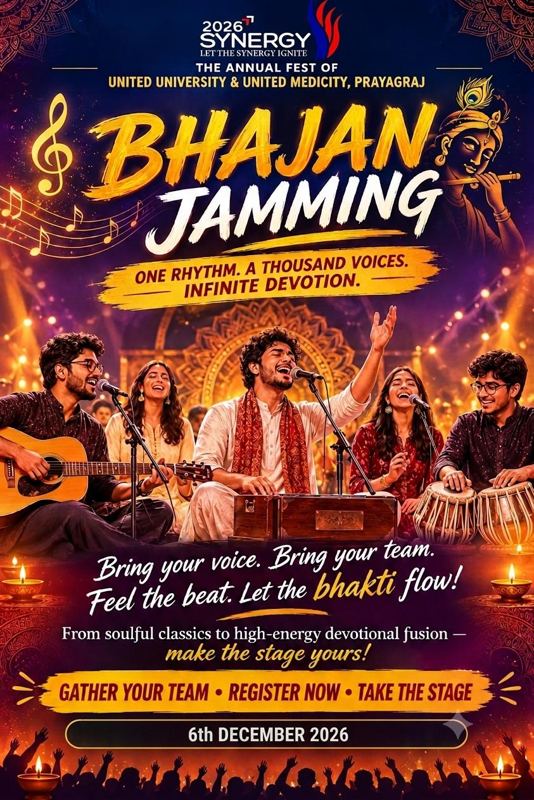 2026
SYNERGY
LET THE SYNERGY IGNITE
THE ANNUAL FEST OF
UNITED UNIVERSITY & UNITED MEDICITY, PRAYAGRAJ
BHAJAN
JAMMING
ONE RHYTHM. A THOUSAND VOICES.
INFINITE DEVOTION.
Bring your voice. Bring your team.
Feel the beat. Let the bhakti flow!
From soulful classics to high-energy devotional fusion —
make the stage yours!
GATHER YOUR TEAM • REGISTER NOW • TAKE THE STAGE
6th DECEMBER 2026